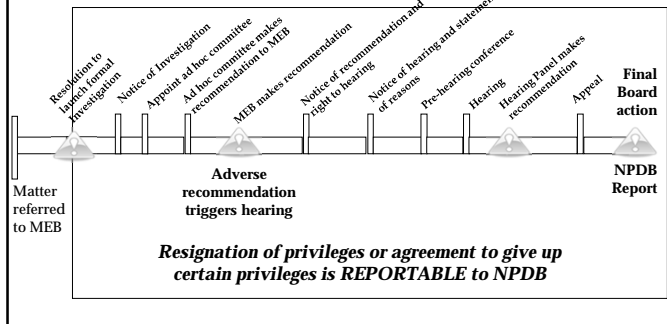 Resolution to
launch formal
Investigation
Notice of Investigation
Appoint ad hoc committee
Ad hoc committee makes
recommendation to MEB
MEB makes recommendation
Notice of recommendation and
right to hearing
Notice of hearing and statement
of reasons
Pre-hearing conference
Hearing
Hearing Panel makes
recommendation
Appeal
Final
Board
action
Matter
referred
to MEB
Adverse
recommendation
triggers hearing
NPDB
Report
Resignation of privileges or agreement to give up
certain privileges is REPORTABLE to NPDB